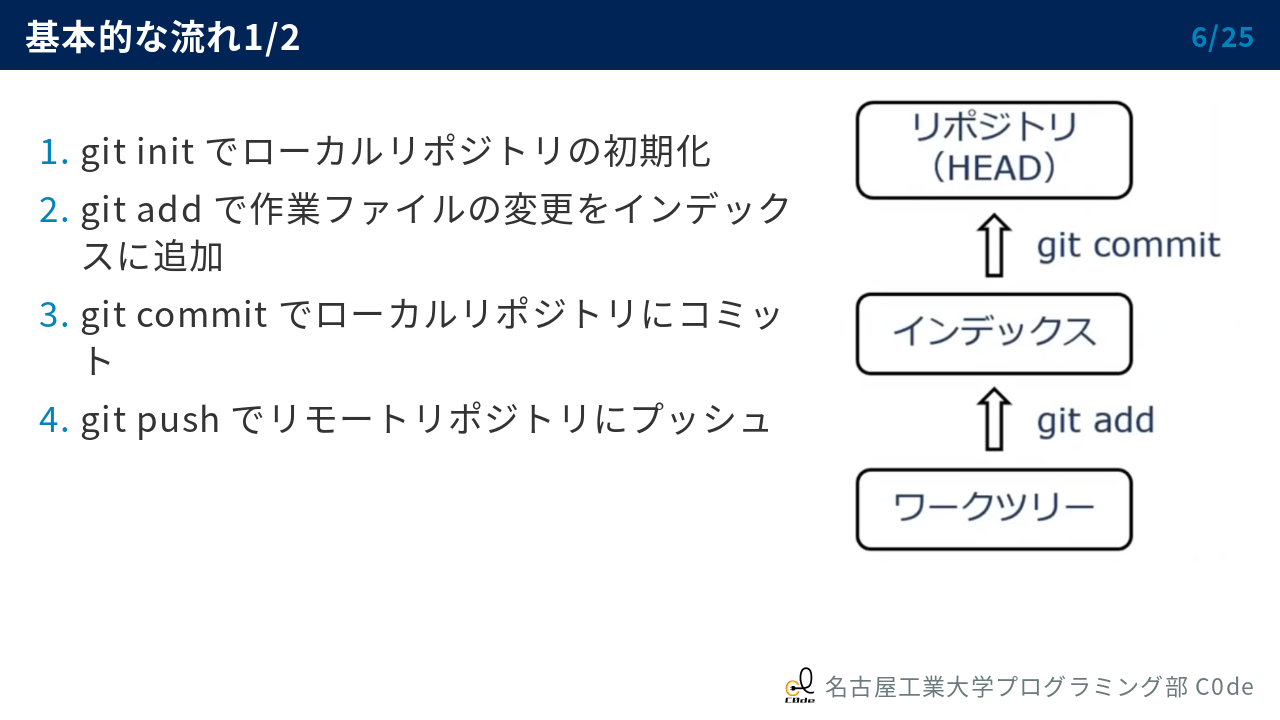 基本的な流れ1/2
6/25
1. git init でローカルリポジトリの初期化
2. git add で作業ファイルの変更をインデック
スに追加
3. git commit でローカルリポジトリにコミッ
ト
4. git push でリモートリポジトリにプッシュ
リポジトリ
（HEAD）
git commit
インデックス
git add
ワークツリー
C0de
名古屋工業大学プログラミング部 C0de